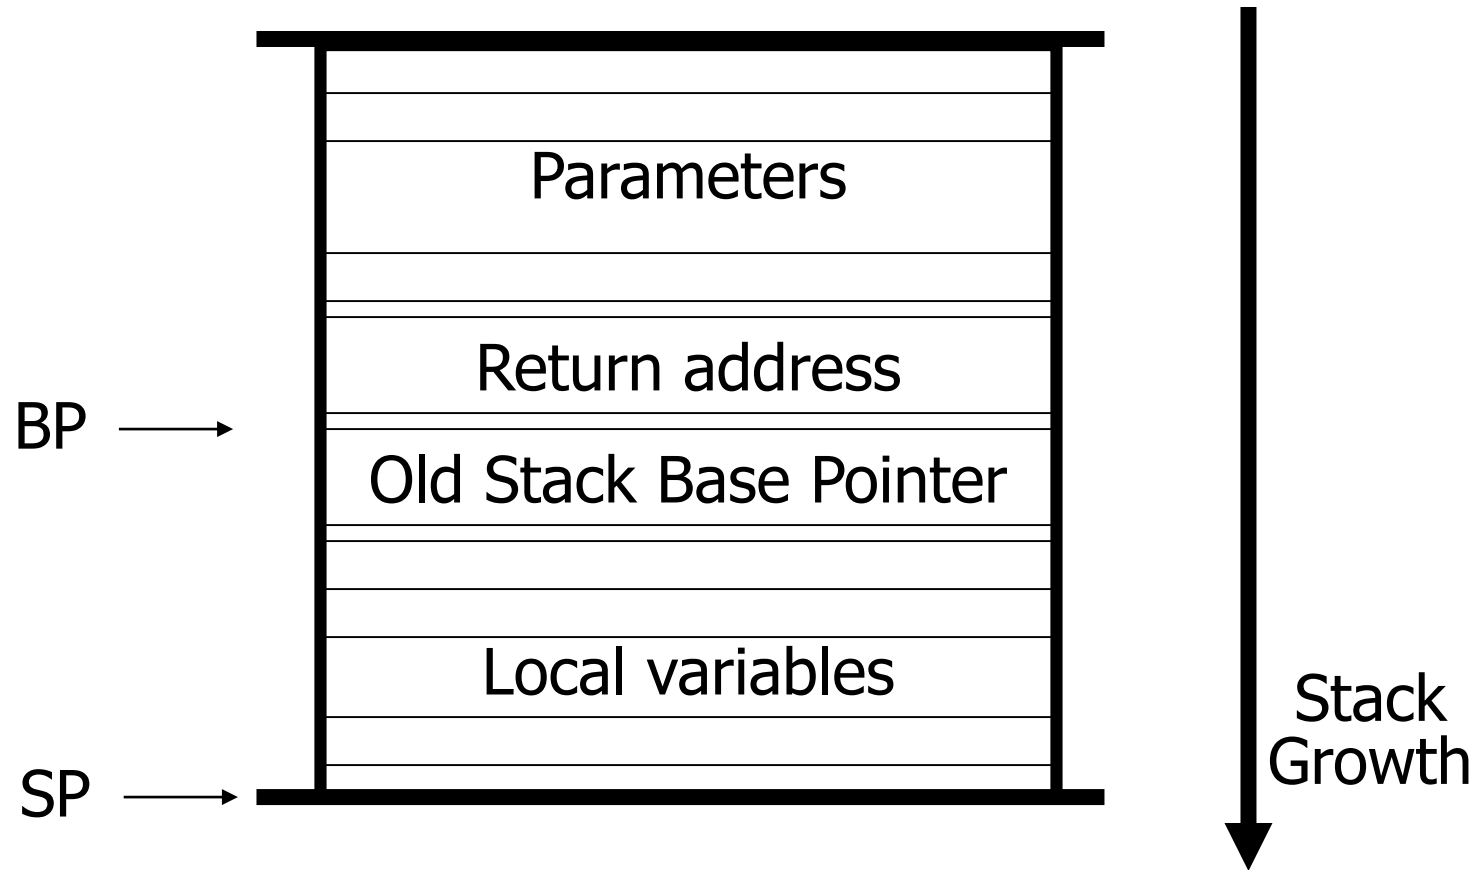 Parameters
Return address
BP
Old Stack Base Pointer
Local variables
SP
Stack
Growth